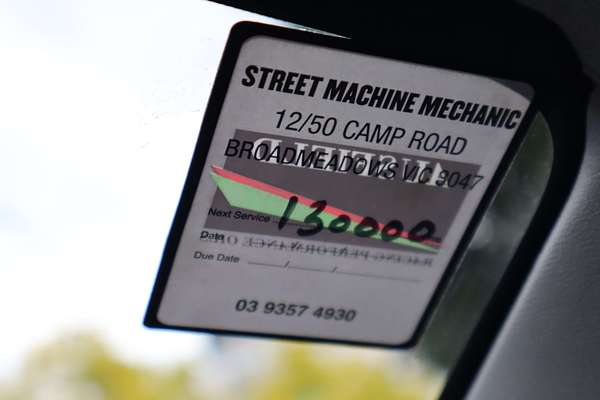 STREET MACHINE MECHANIC
12/50 CAMP ROAD
BROADMEADOWS VIC 3047
Next Service 130000
Date
Due Date / /
03 9357 4930